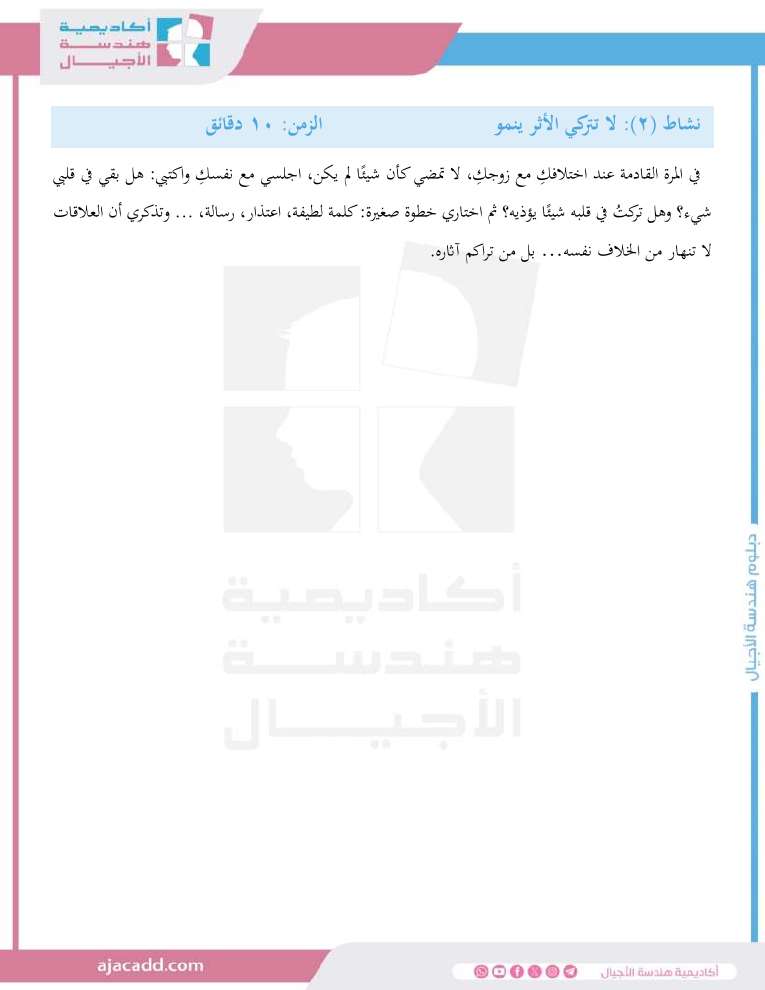 أكاديمية
هندسة
الأجيال
نشاط (٢): لا تتركي الأثر ينمو الزمن: ١٠ دقائق
في المرة القادمة عند اختلافكِ مع زوجكِ، لا تمضي كأن شيئًا لم يكن، اجلسي مع نفسكِ واكتبي: هل بقي في قلبي
شيء؟ وهل تركتُ في قلبه شيئًا يؤذيه؟ ثم اختاري خطوة صغيرة: كلمة لطيفة، اعتذار، رسالة، ... وتذكري أن العلاقات
لا تنهار من الخلاف نفسه... بل من تراكم آثاره.
أكاديمية
هندسة
الأجيال
دبلوم هندسة الأجيال
أكاديمية هندسة الأجيال
ajacadd.com